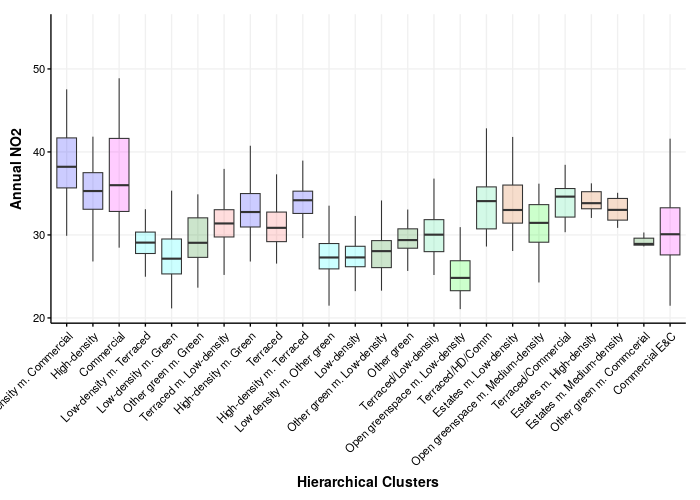 Annual NO2
50
40
30
20
ensity m. Commercial
High-density
Commercial
Low-density m. Terraced
Low-density m. Green
Other green m. Green
Terraced m. Low-density
High-density m. Green
Terraced
High-density m. Terraced
Low density m. Other green
Low-density
Other green m. Low-density
Other green
Terraced/Low-density
Open greenspace m. Low-density
Terraced/HD/Comm
Estates m. Low-density
Open greenspace m. Medium-density
Terraced/Commercial
Estates m. High-density
Estates m. Medium-density
Other green m. Commcerial
Commercial E&C
Hierarchical Clusters